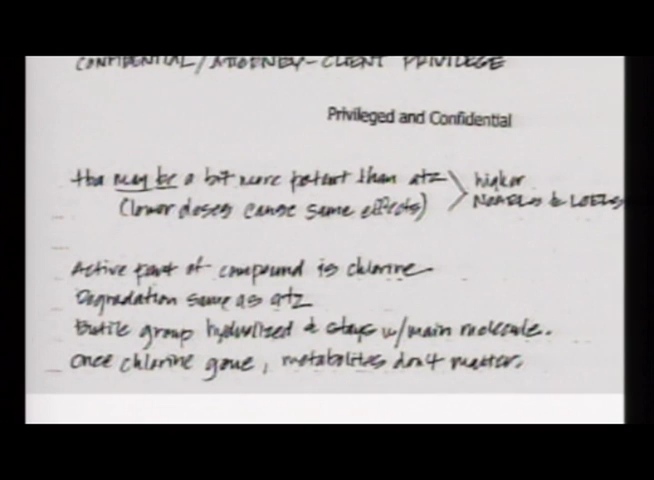 CONFIDENTIAL/ATTORNEY-CLIENT PRIVILEGE
Privileged and Confidential
tba may be a bit more potent than atz higher
(lower doses cause same effects) NOAELs & LOELs
Active part of compound is chlorine
Degradation same as atz
Butile group hydrolized & stays w/main molecule.
Once chlorine gone, metabolites don't matter.